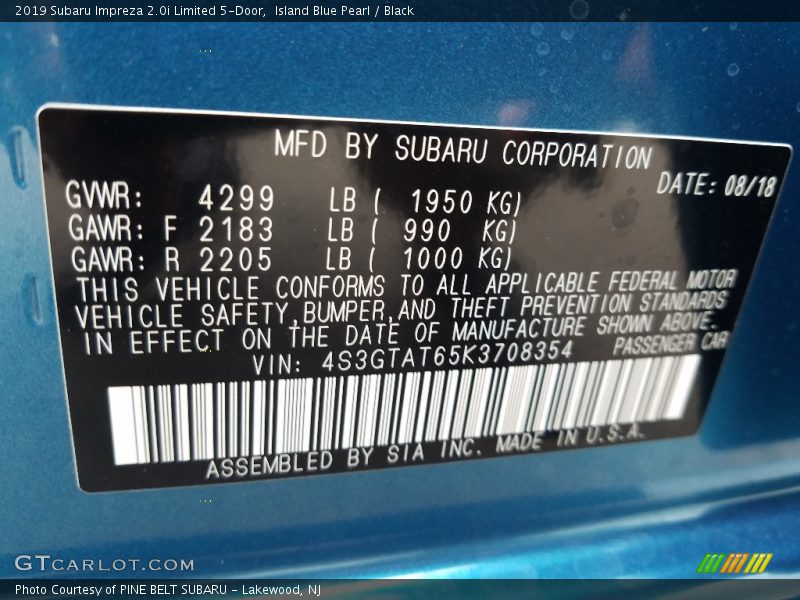 2019 Subaru Impreza 2.0i Limited 5-Door,  Island Blue Pearl / Black
MFD BY SUBARU CORPORATION
DATE: 08/18
GVWR: 4299 LB ( 1950 KG)
GAWR: F 2183 LB ( 990 KG)
GAWR: R 2205 LB ( 1000 KG)
THIS VEHICLE CONFORMS TO ALL APPLICABLE FEDERAL MOTOR
VEHICLE SAFETY,BUMPER,AND THEFT PREVENTION STANDARDS
IN EFFECT ON THE DATE OF MANUFACTURE SHOWN ABOVE.
VIN: 4S3GTAT65K3708354 PASSENGER CAR
ASSEMBLED BY SIA INC. MADE IN U.S.A.
GTCARLOT.COM
Photo Courtesy of PINE BELT SUBARU - Lakewood, NJ